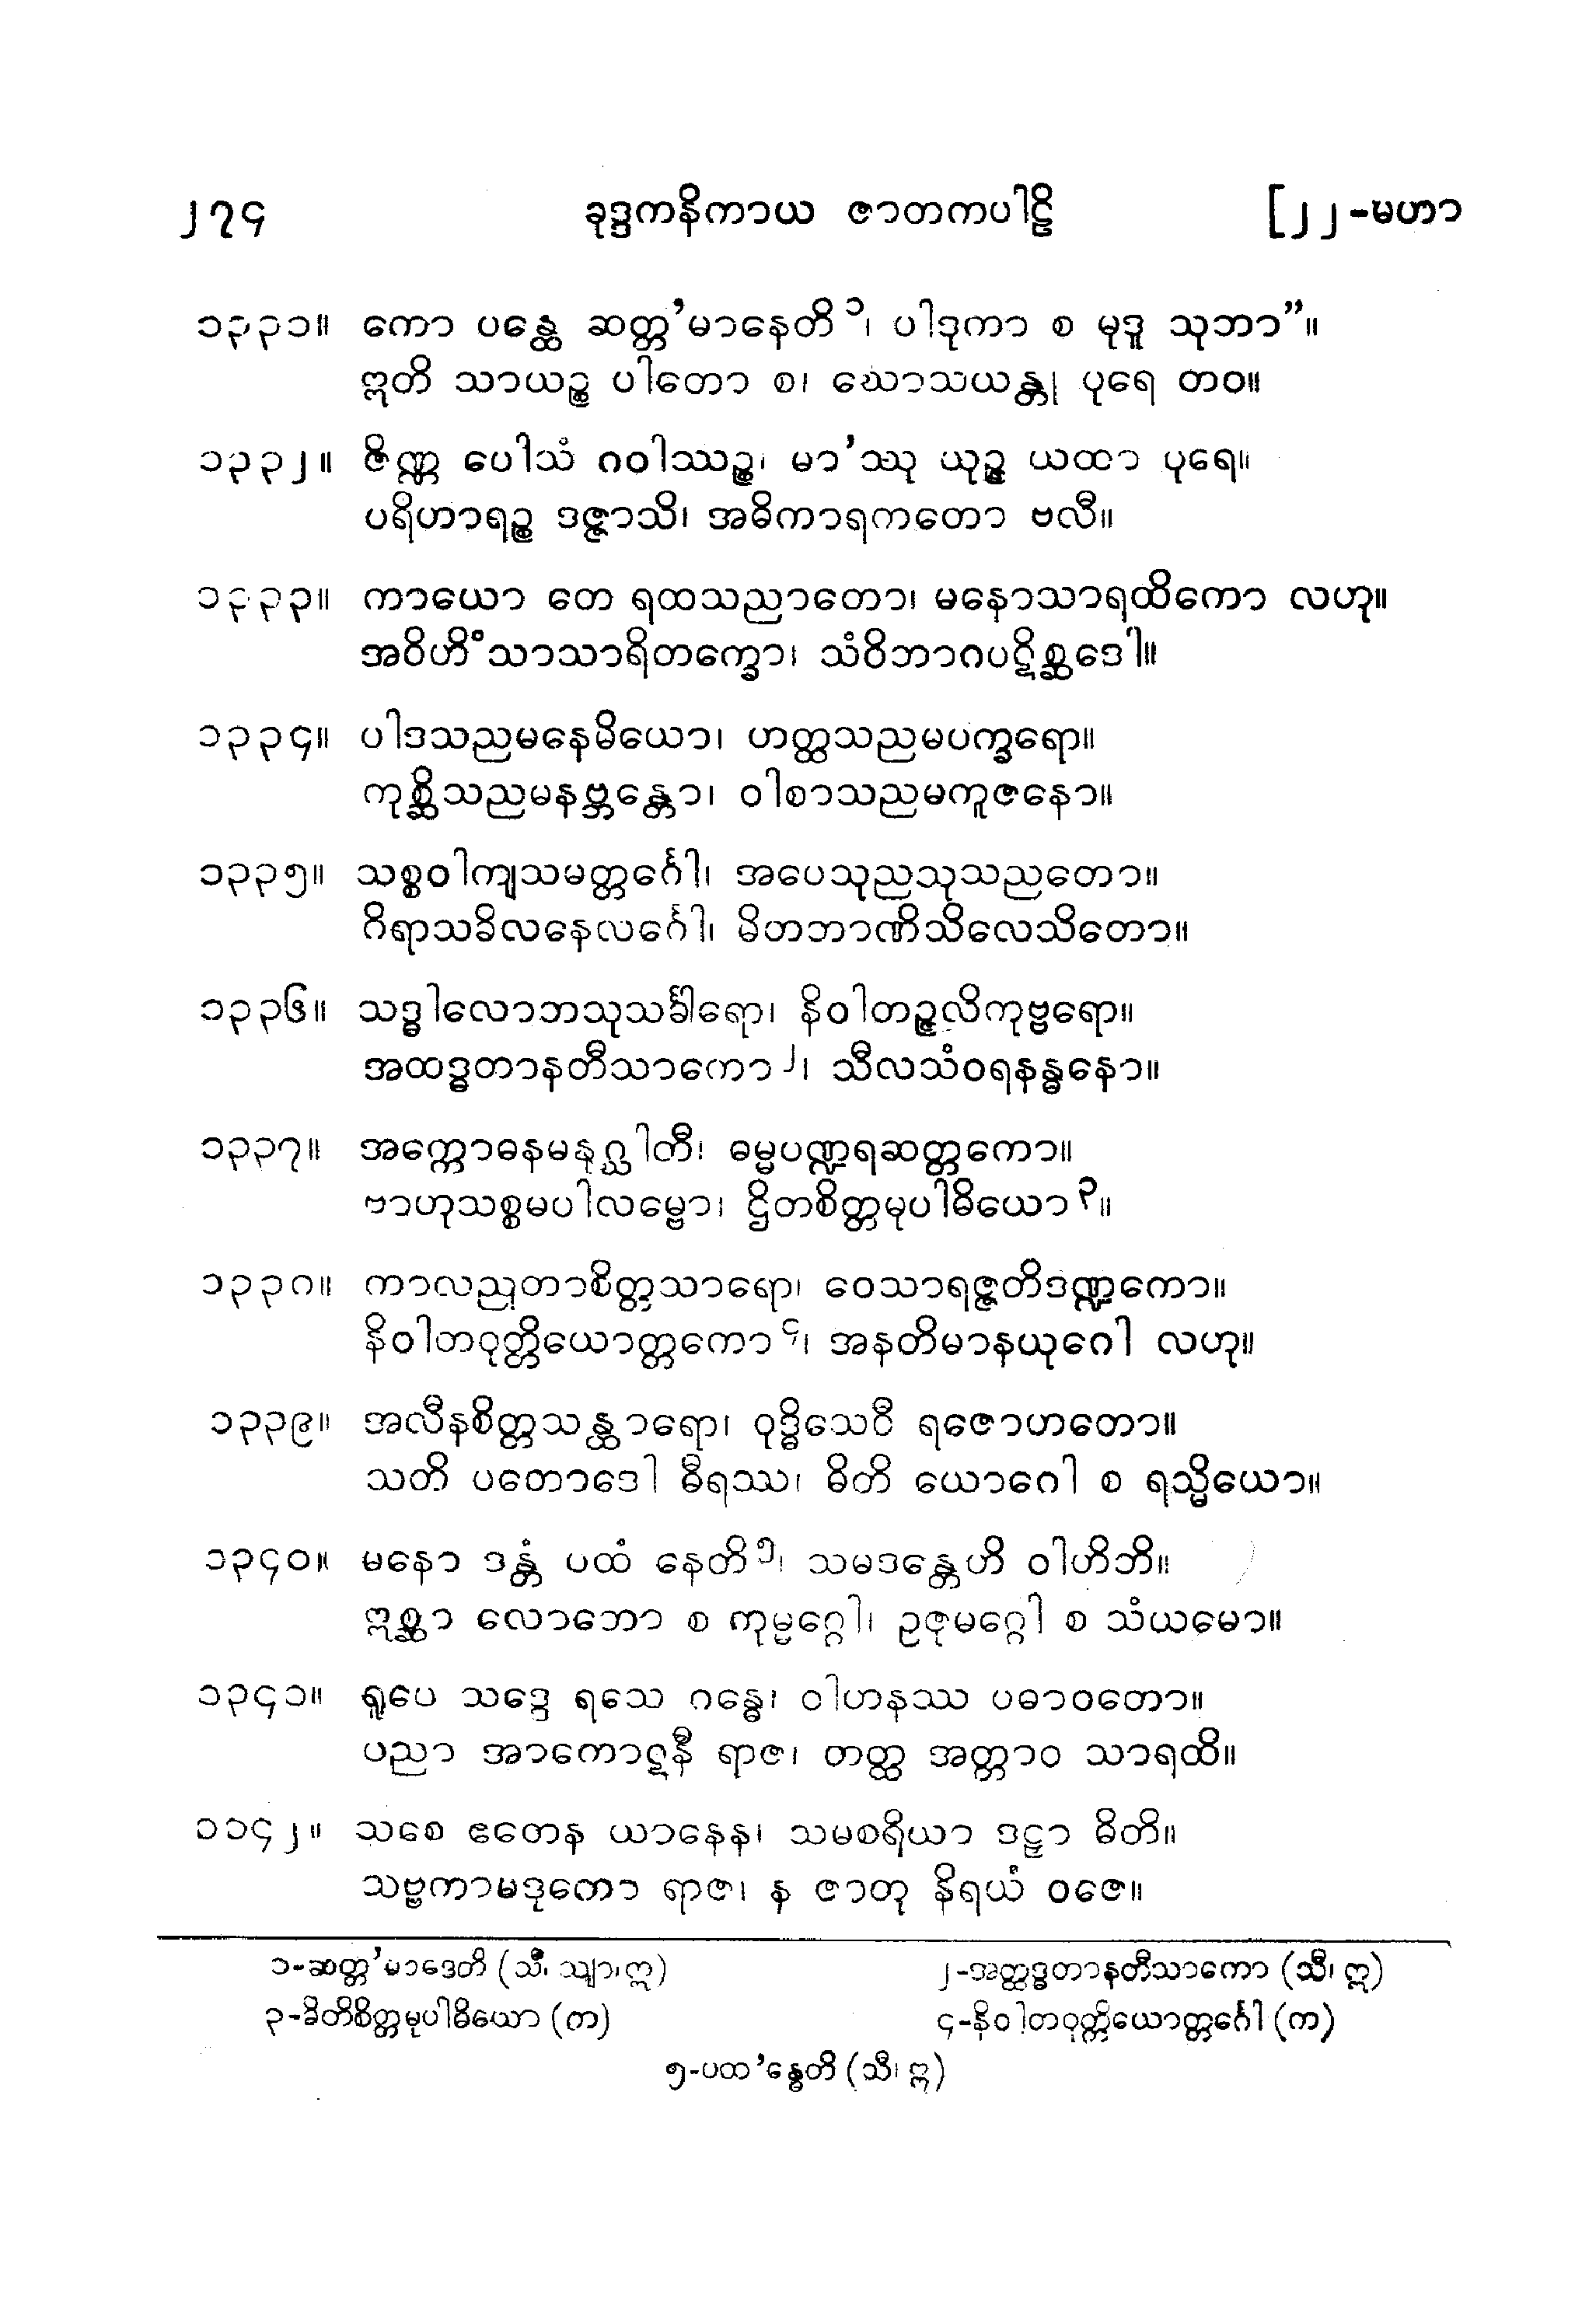 ၂၇၄ ခုဒ္ဒကနိကာယ ဇာတကပါဠိ [၂၂-မဟာ
၁၃၃၁။ ကော ပန္ထေ ဆတ္တ’မာနေတိ ၁၊ ပါဒုကာ စ မုဒူ သုဘာ”။
ဣတိ သာယဉ္စ ပါတော စ၊ ဃောသယန္တု ပုရေ တဝ။
၁၃၃၂။ ဇိဏ္ဏ ပေါသံ ဂဝါဿဉ္စ၊ မာ’ဿု ယုဉ္ဇ ယထာ ပုရေ။
ပရိဟာရဉ္စ ဒဇ္ဇာသိ၊ အဓိကာရကတော ဗလီ။
၁၃၃၃။ ကာယော တေ ရထသညာတော၊ မနောသာရထိကော လဟု။
အဝိဟိံသာသာရိတက္ခော၊ သံဝိဘာဂပဋိစ္ဆဒေါ။
၁၃၃၄။ ပါဒသညမနေမိယော၊ ဟတ္ထသညမပက္ခရော။
ကုစ္ဆိသညမနဗ္ဘန္တော၊ ဝါစာသညမကူဇနော။
၁၃၃၅။ သစ္စဝါကျသမတ္တင်္ဂေါ၊ အပေသုညသုသညတော။
ဂိရာသခိလနေလင်္ဂေါ၊ မိတဘာဏိသိလေသိတော။
၁၃၃၆။ သဒ္ဓါလောဘသုသင်္ခါရော၊ နိဝါတဉ္ဇလိကုဗ္ဗရော။
အထဒ္ဓတာနတီသာကော ၂၊ သီလသံဝရနန္ဓနော။
၁၃၃၇။ အက္ကောဓနမနုဂ္ဃါတီ၊ ဓမ္မပဏ္ဍရဆတ္တကော။
ဗာဟုသစ္စမပါလမ္ဗော၊ ဌိတစိတ္တမုပါဓိယော ၃။
၁၃၃၈။ ကာလညုတာစိတ္တသာရော၊ ဝေသာရဇ္ဇတိဒဏ္ဍကော။
နိဝါတဝုတ္တိယောတ္တကော ၄၊ အနတိမာနယုဂေါ လဟု။
၁၃၃၉။ အလီနစိတ္တသန္ထာရော၊ ဝုဒ္ဓိသေဝီ ရဇောဟတော။
သတိ ပတောဒေါ ဓီရဿ၊ ဓိတိ ယောဂေါ စ ရသ္မိယော။
၁၃၄၀။ မနော ဒန္တံ ပထံ နေတိ ၅၊ သမဒန္တေဟိ ဝါဟိဘိ။
ဣစ္ဆာ လောဘော စ ကုမ္မဂ္ဂေါ၊ ဥဇုမဂ္ဂေါ စ သံယမော။
၁၃၄၁။ ရူပေ သဒ္ဒေ ရသေ ဂန္ဓေ၊ ဝါဟနဿ ပဓာဝတော။
ပညာ အာကောဋနီ ရာဇ၊ တတ္ထ အတ္တာဝ သာရထိ။
၁၁၄၂။ သစေ ဧတေန ယာနေန၊ သမစရိယာ ဒဠှာ ဓိတိ။
သဗ္ဗကာမဒုဟော ရာဇ၊ န ဇာတု နိရယံ ဝဇေ။
၁-ဆတ္တ’မာဒေတိ (သီ၊ သျာ၊ဣ) ၂-အတ္ထဒ္ဓတာနတီသာကော (သီ၊ ဣ)
၃-ဓိတိစိတ္တမုပါဓိယော (က) ၄-နိဝါတဝုတ္တိယောတ္တင်္ဂေါ (က)
၅-ပထ’န္ဓေတိ (သီ၊ ဣ)